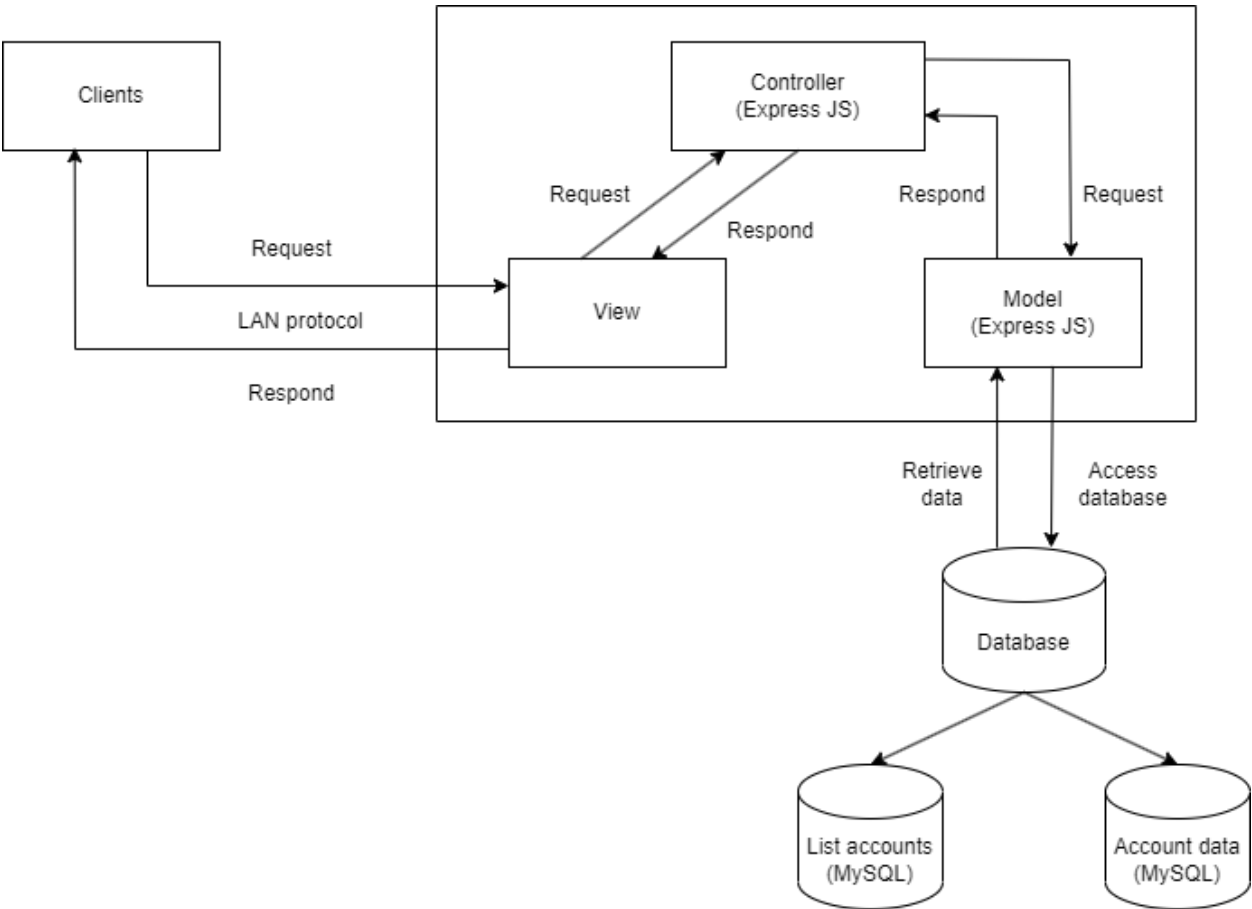 Clients
Controller
(Express JS)
Request
Respond
Respond
Request
Request
LAN protocol
Respond
View
Model
(Express JS)
Retrieve
data
Access
database
Database
List accounts
(MySQL)
Account data
(MySQL)